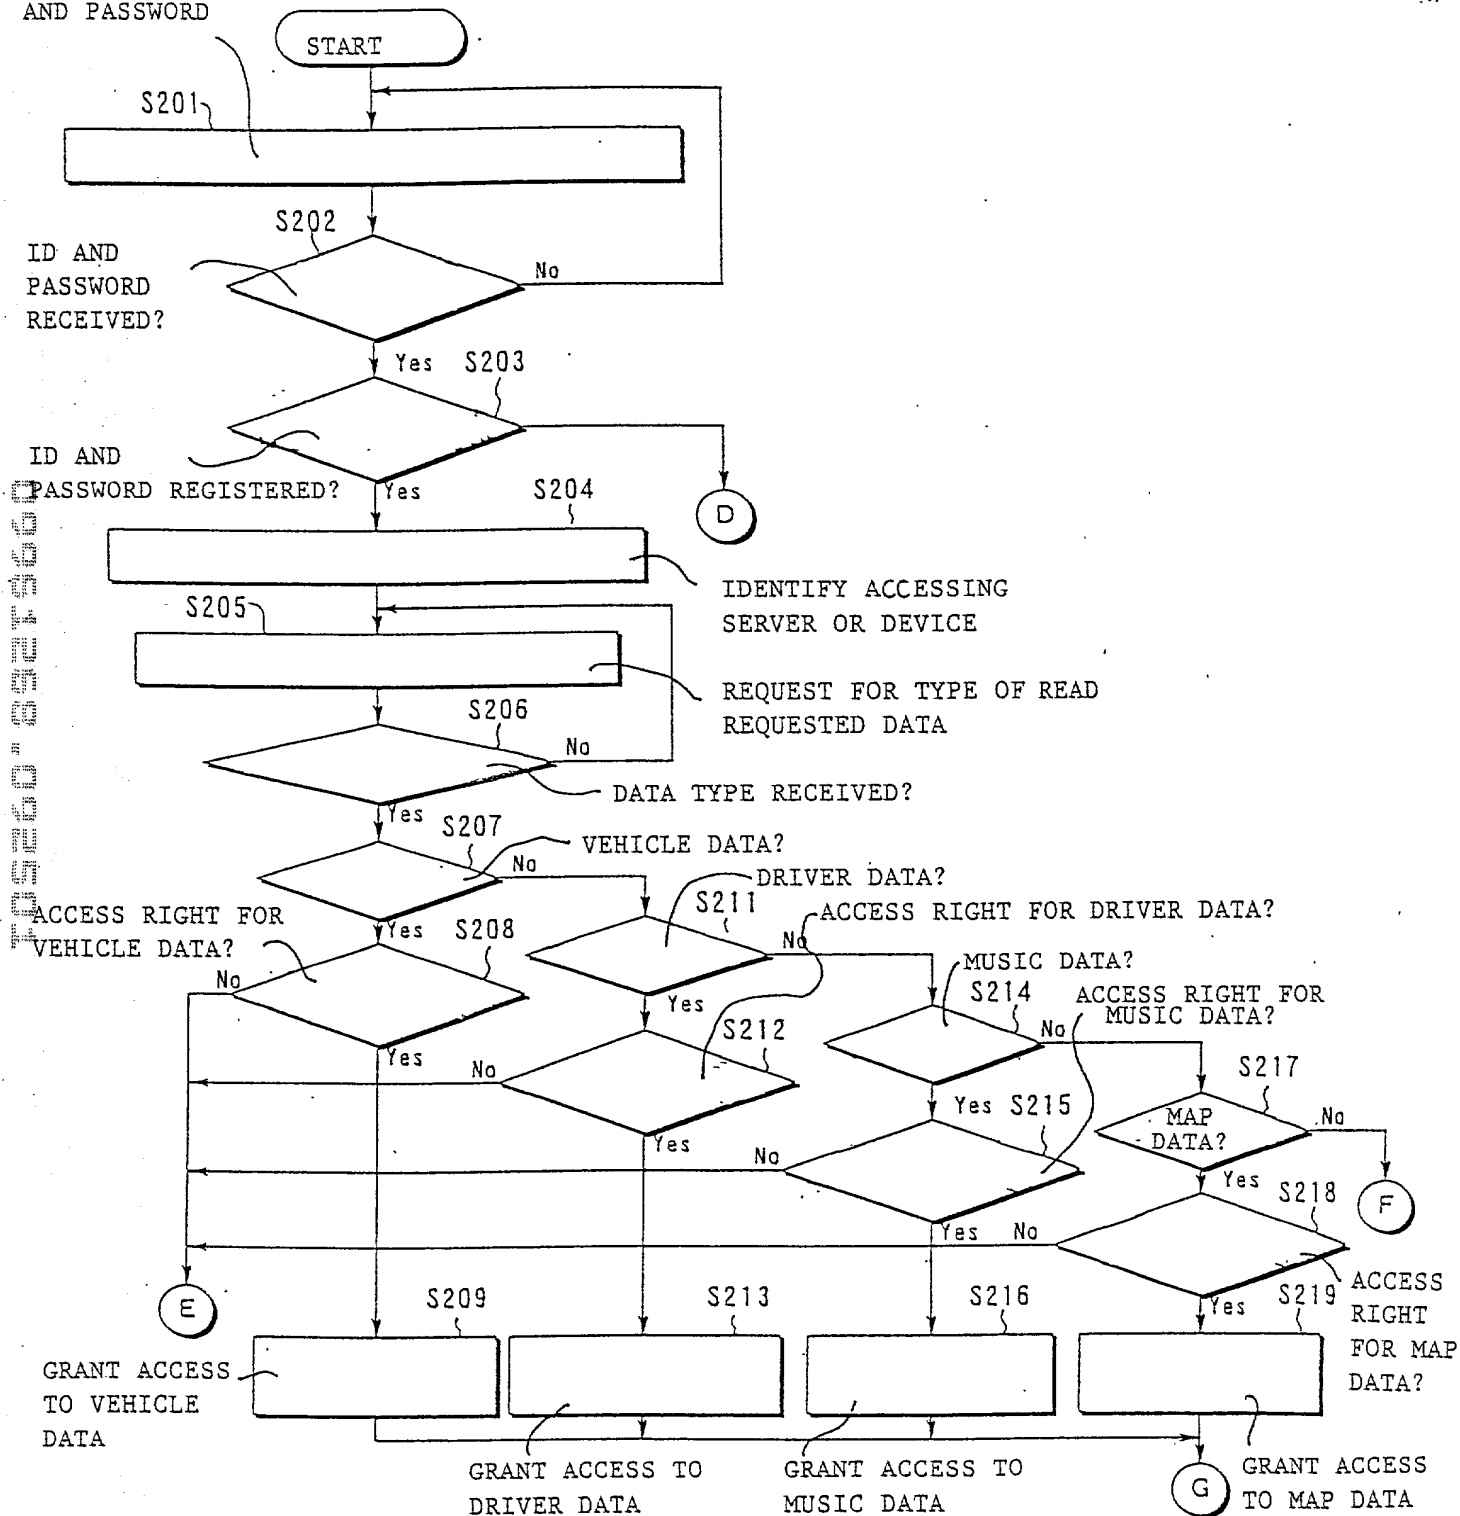 AND PASSWORD
START
S201
S202
ID AND
PASSWORD
RECEIVED?
No
Yes
S203
ID AND
PASSWORD REGISTERED?
Yes
D
S204
IDENTIFY ACCESSING
SERVER OR DEVICE
S205
REQUEST FOR TYPE OF READ
REQUESTED DATA
S206
No
DATA TYPE RECEIVED?
Yes
S207
VEHICLE DATA?
No
DRIVER DATA?
ACCESS RIGHT FOR
VEHICLE DATA?
Yes
S208
S211
ACCESS RIGHT FOR DRIVER DATA?
No
No
Yes
MUSIC DATA?
S214
ACCESS RIGHT FOR
MUSIC DATA?
S212
No
Yes
No
S217
Yes
S215
MAP
DATA?
No
Yes
No
Yes
S218
F
Yes
No
E
S209
S213
S216
Yes
S219
ACCESS
RIGHT
FOR MAP
DATA?
GRANT ACCESS
TO VEHICLE
DATA
GRANT ACCESS TO
DRIVER DATA
GRANT ACCESS TO
MUSIC DATA
G
GRANT ACCESS
TO MAP DATA